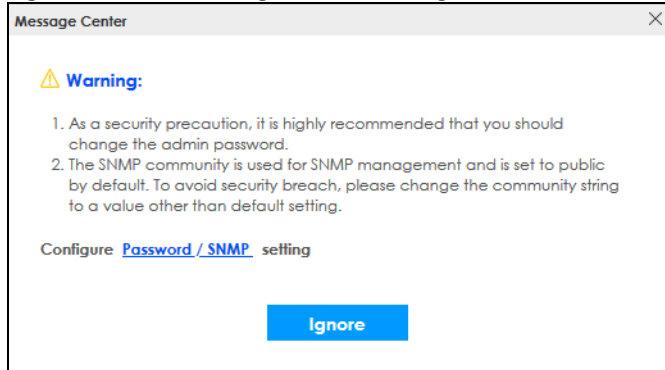 Message Center
Warning:
1. As a security precaution, it is highly recommended that you should
change the admin password.
2. The SNMP community is used for SNMP management and is set to public
by default. To avoid security breach, please change the community string
to a value other than default setting.
Configure Password / SNMP setting
Ignore